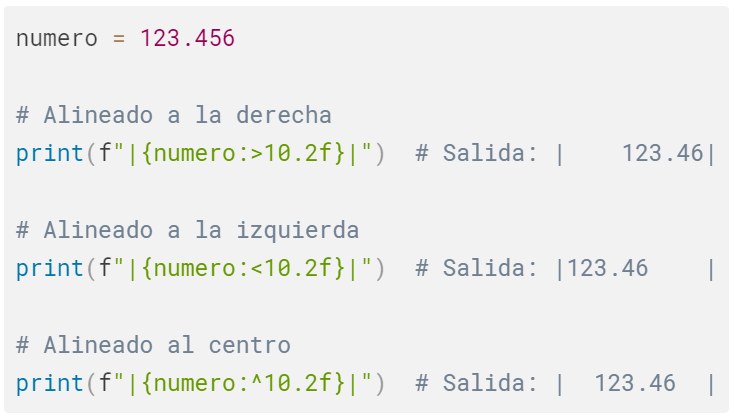 numero = 123.456
# Alineado a la derecha
print(f"|{numero:>10.2f}|")  # Salida: |    123.46|
# Alineado a la izquierda
print(f"|{numero:<10.2f}|")  # Salida: |123.46    |
# Alineado al centro
print(f"|{numero:^10.2f}|")  # Salida: |  123.46  |